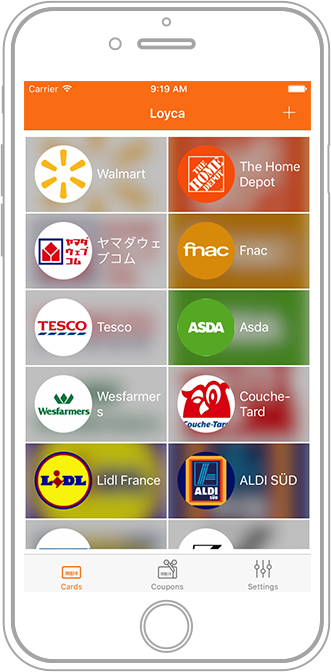 Carrier 9:19 AM
Loyca
Walmart
THE
HOME
DEPOT
The Home
Depot
ヤマダ
ウェブ
コム
ヤマダウェ
ブコム
fnac
Fnac
TESCO
Tesco
ASDA
Asda
Wesfarmers
Wesfarmer
s
Couche-Tard
Couche-
Tard
LiDL
Lidl France
ALDI
SÜD
ALDI SÜD
Cards
Coupons
Settings